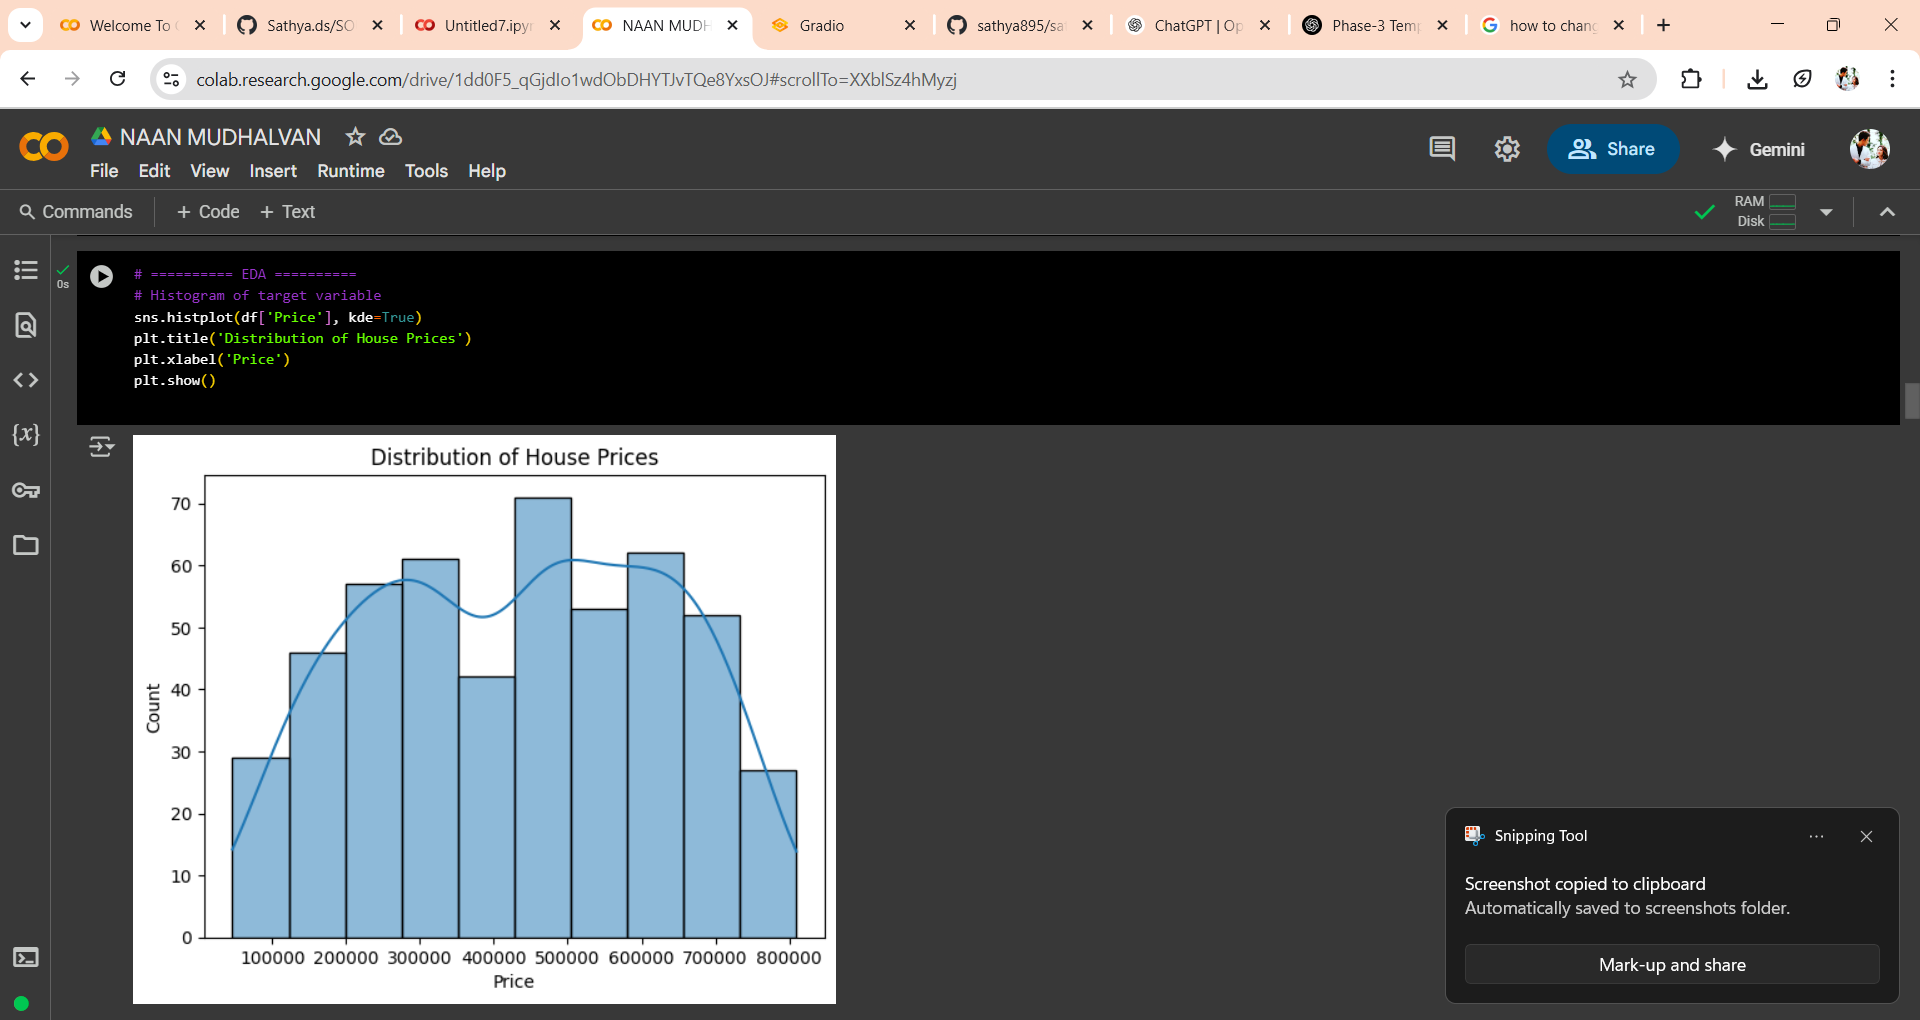 Welcome To
Sathya.ds/SO
Untitled7.ipy
NAAN MUDH
Gradio
sathya895/sa
ChatGPT | Op
Phase-3 Temp
how to chang
colab.research.google.com/drive/1dd0F5_qGjdIo1wdObDHYTJvTQe8YxsOJ#scrollTo=XXblSz4hMyzj
NAAN MUDHALVAN
File Edit View Insert Runtime Tools Help
Share
Gemini
Commands
+ Code + Text
RAM
Disk
0s
# ========== EDA ==========
# Histogram of target variable
sns.histplot(df['Price'], kde=True)
plt.title('Distribution of House Prices')
plt.xlabel('Price')
plt.show()
{x}
Distribution of House Prices
70
60
50
40
30
20
10
0
Count
100000 200000 300000 400000 500000 600000 700000 800000
Price
Snipping Tool
Screenshot copied to clipboard
Automatically saved to screenshots folder.
Mark-up and share